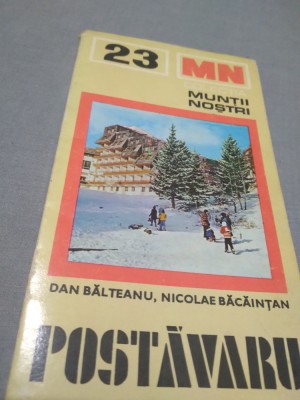 23 MN
MUNȚII
NOȘTRI
DAN BĂLTEANU, NICOLAE BĂCĂINȚAN
POSTĂVARU